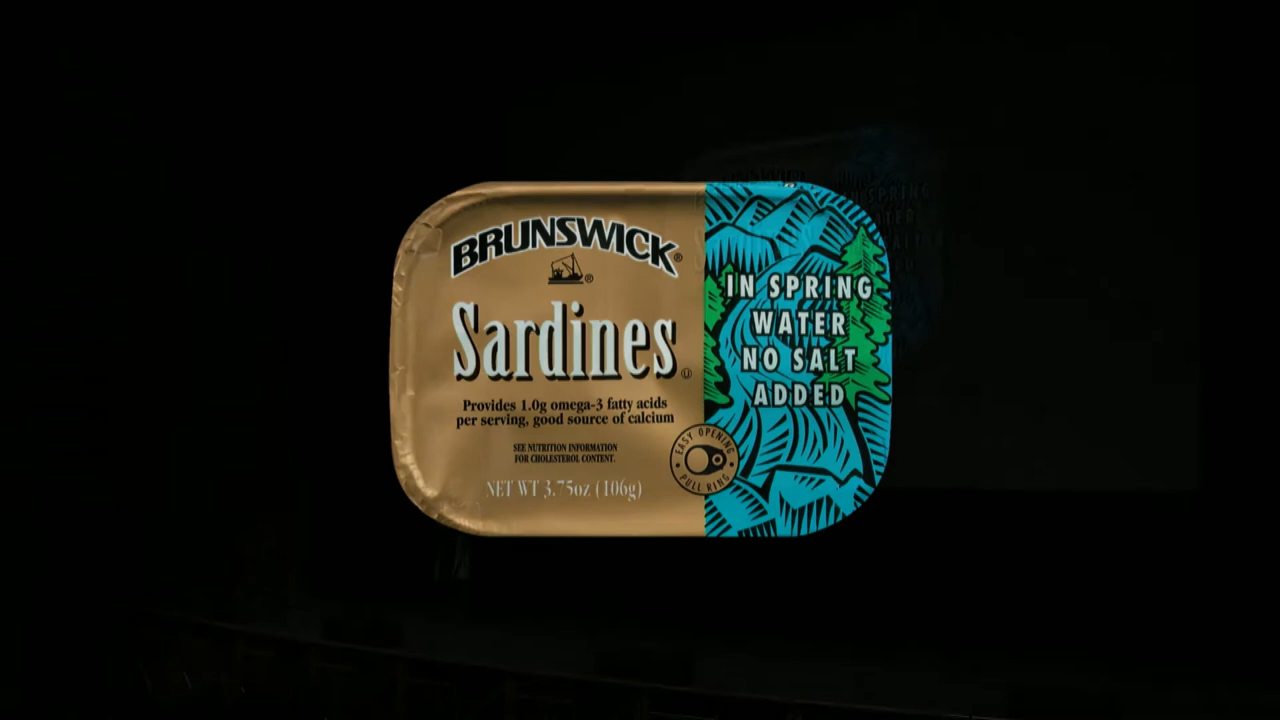 BRUNSWICK®
®
Sardines
U
Provides 1.0g omega-3 fatty acids
per serving, good source of calcium
SEE NUTRITION INFORMATION
FOR CHOLESTEROL CONTENT.
NET WT 3.75oz (106g)
EASY OPENING
PULL RING
IN SPRING
WATER
NO SALT
ADDED